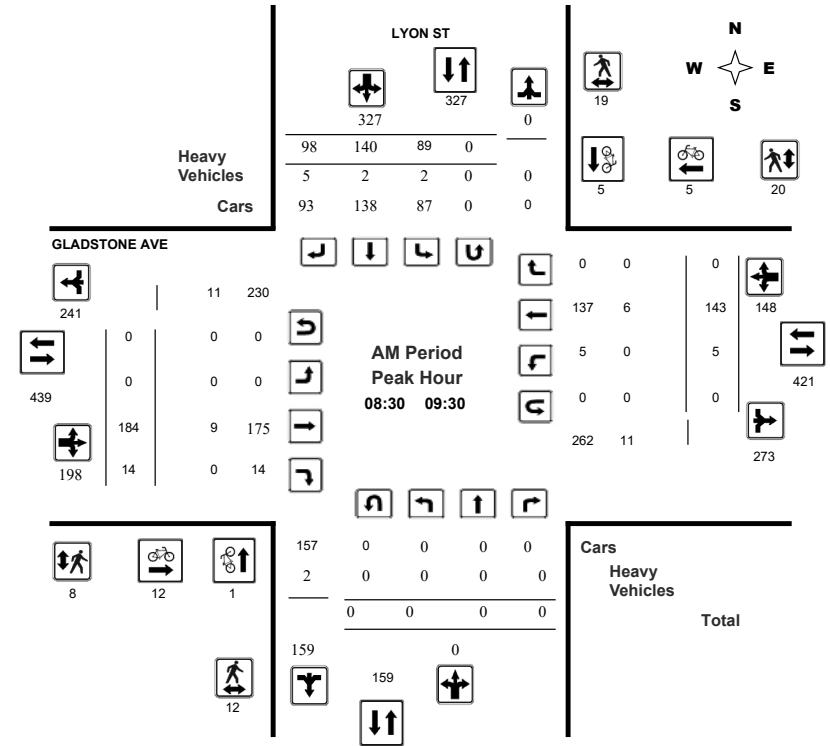 LYON ST
N
W E
S
327
327
0
19
98 140 89 0
Heavy
Vehicles
5 2 2 0 0
Cars
93 138 87 0 0
5
5
20
GLADSTONE AVE
241
11 230
0 0 0
0 0 0
439
184 9 175
198
14 0 14
AM Period
Peak Hour
08:30 09:30
0 0 0
137 6 143 148
5 0 5
421
0 0 0
262 11
273
157 0 0 0 0
2 0 0 0 0
0 0 0 0
159 0
159
Cars
Heavy
Vehicles
Total
8
12
1
12